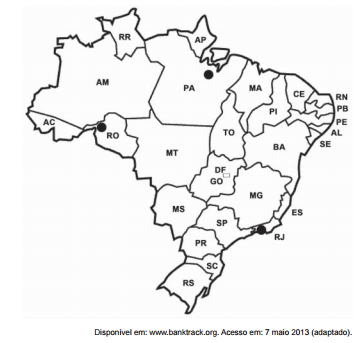 RR
AP
AM
PA
MA
CE
RN
PB
PI
PE
AC
AL
RO
TO
SE
BA
MT
DF
GO
MG
MS
ES
SP
RJ
PR
SC
RS
Disponível em: www.banktrack.org. Acesso em: 7 maio 2013 (adaptado).